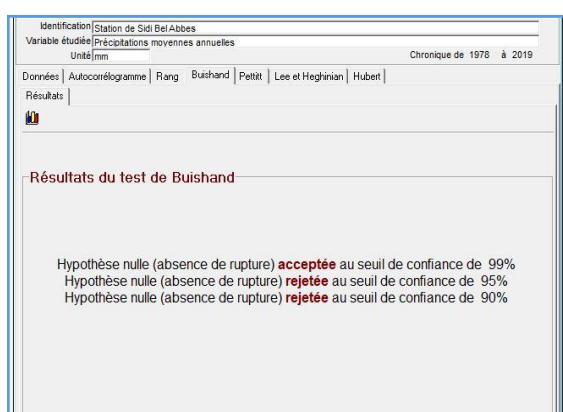 Identification Station de Sidi Bel Abbes
Variable étudiée Précipitations moyennes annuelles
Unité mm Chronique de 1978 à 2019
Données Autocorrélogramme Rang Buishand Pettitt Lee et Heghinian Hubert
Résultats
Résultats du test de Buishand
Hypothèse nulle (absence de rupture) acceptée au seuil de confiance de 99%
Hypothèse nulle (absence de rupture) rejetée au seuil de confiance de 95%
Hypothèse nulle (absence de rupture) rejetée au seuil de confiance de 90%